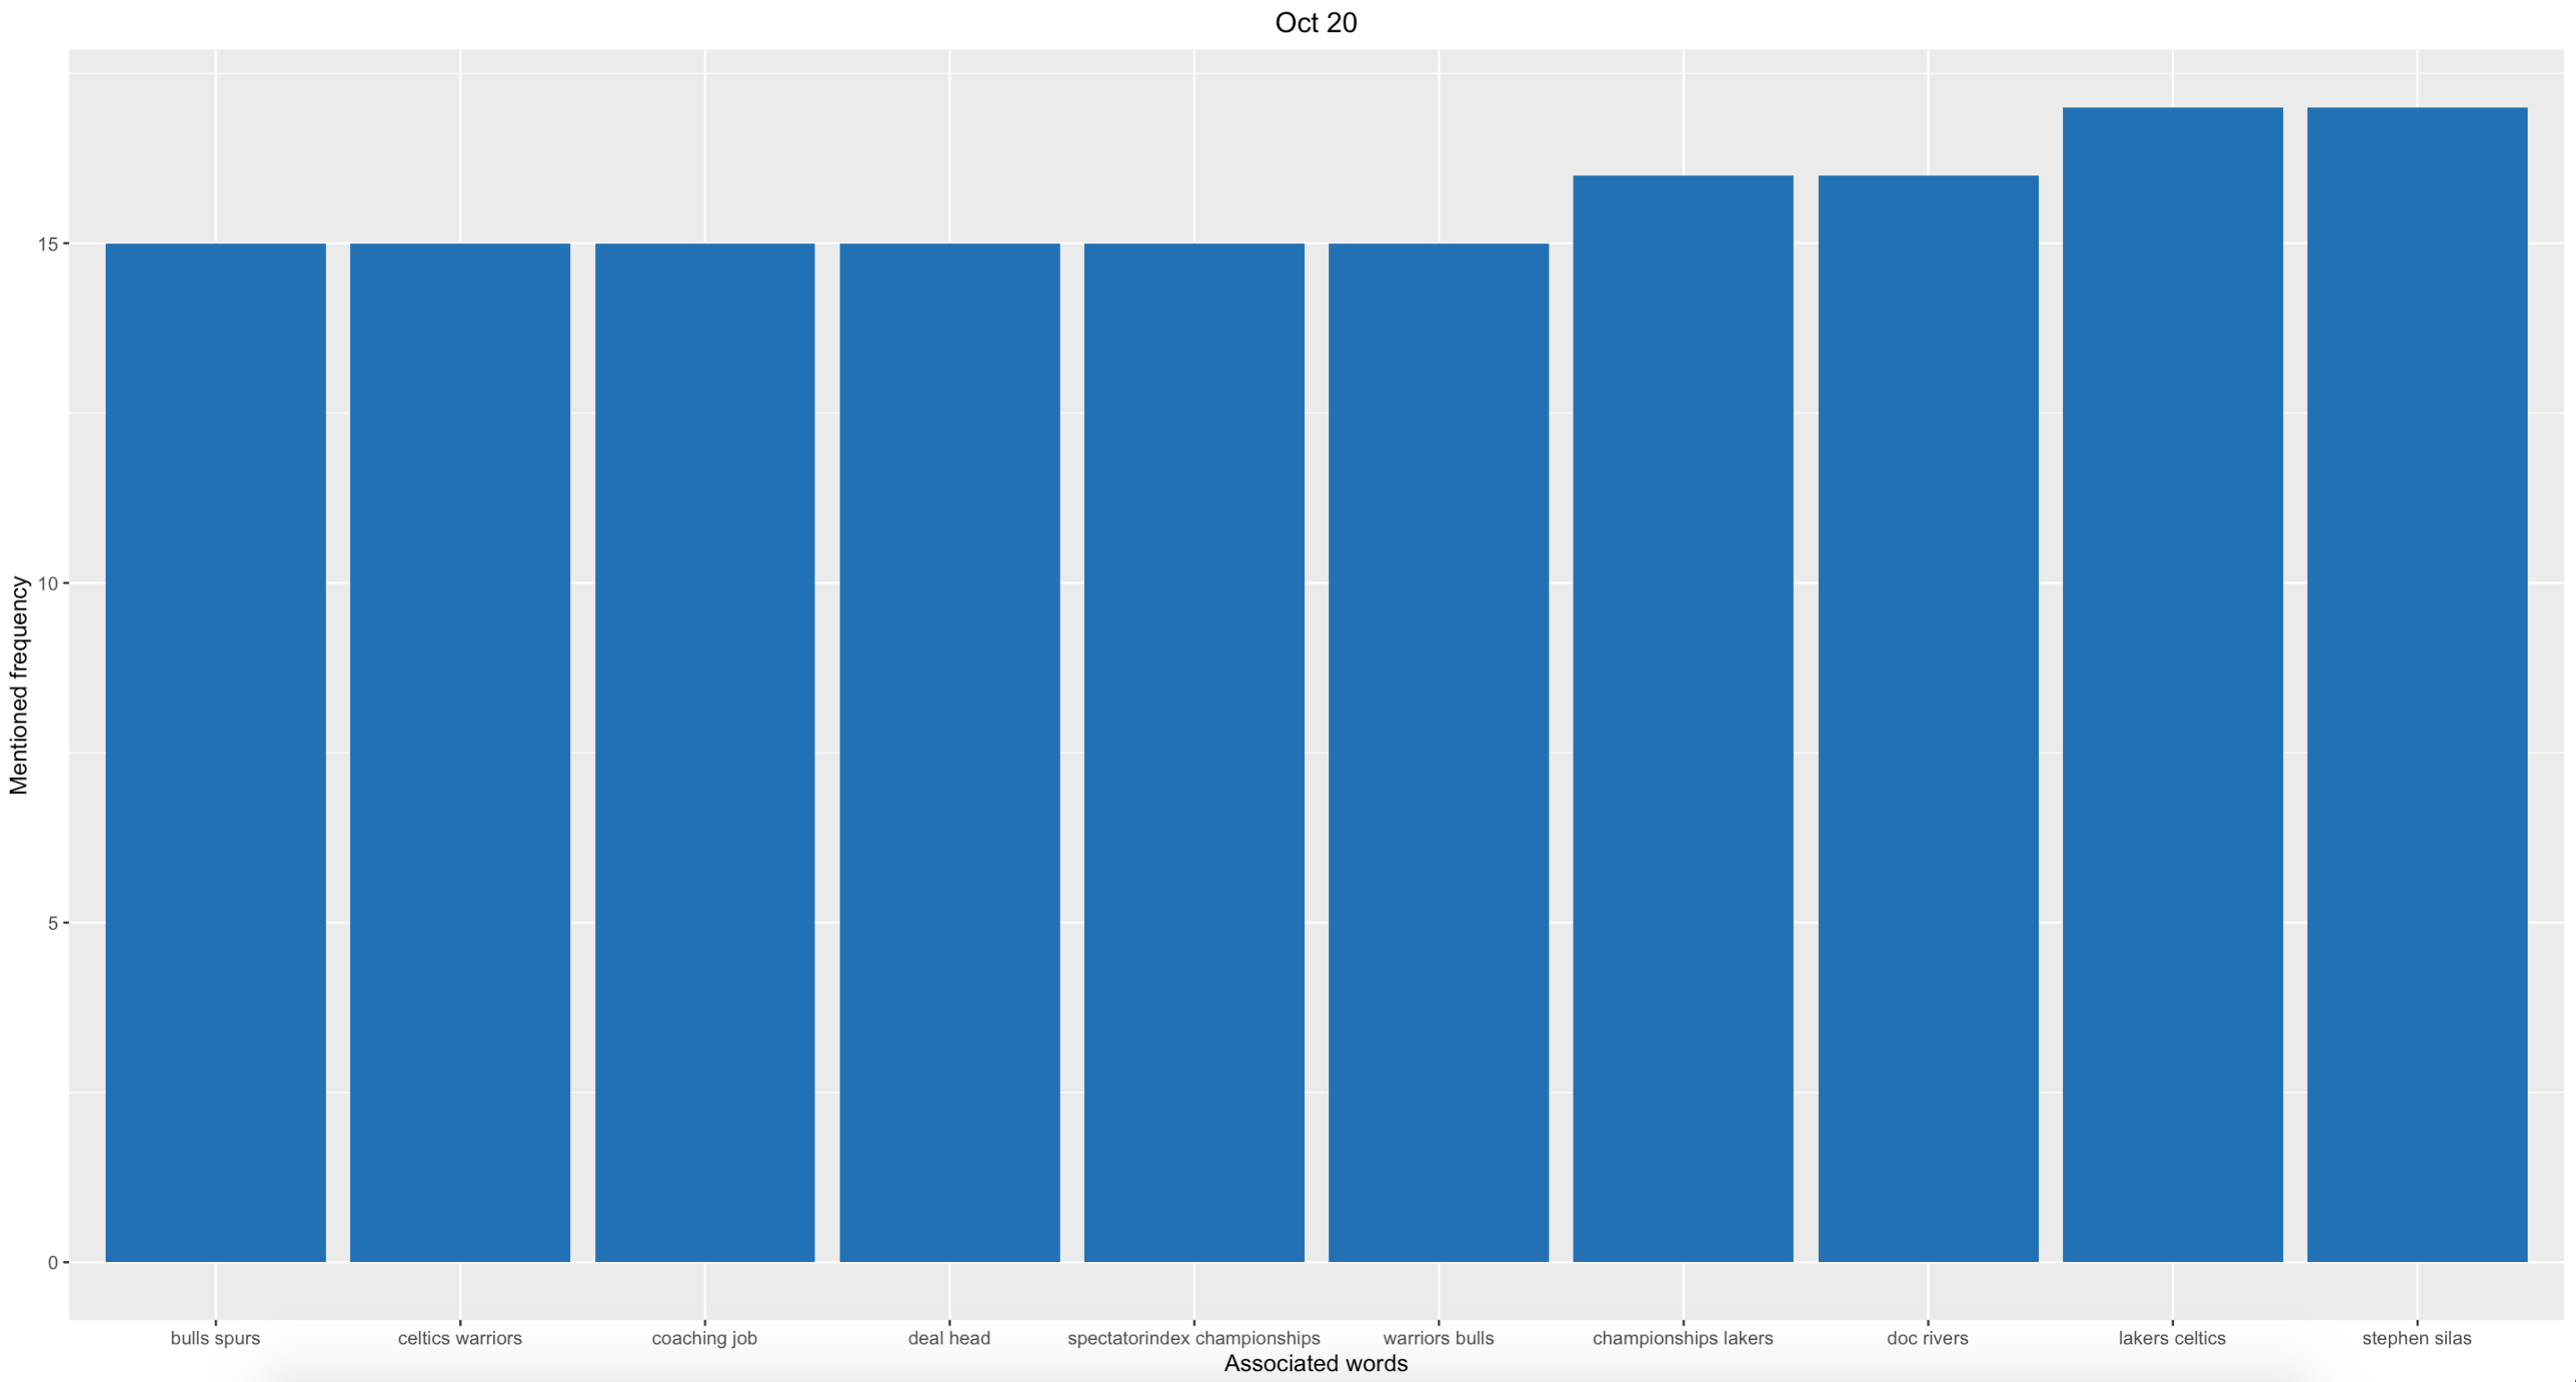 Oct 20
Mentioned frequency
15
10
5
0
bulls spurs
celtics warriors
coaching job
deal head
spectatorindex championships
warriors bulls
championships lakers
doc rivers
lakers celtics
stephen silas
Associated words